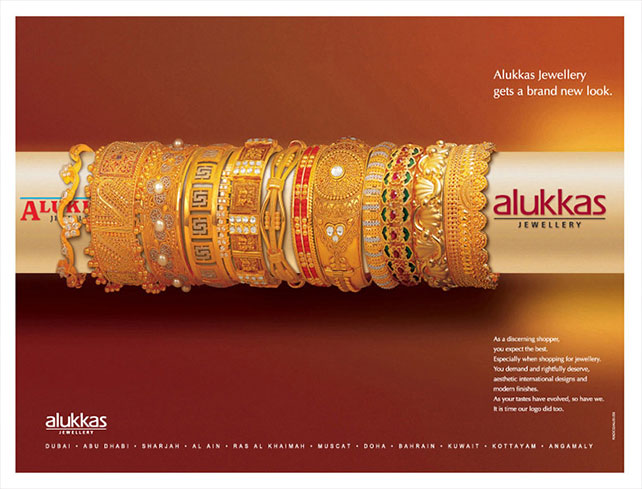 Alukkas Jewellery
gets a brand new look.
ALUK
JE
alukkas
JEWELLERY
As a discerning shopper,
you expect the best.
Especially when shopping for jewellery.
You demand and rightfully deserve,
aesthetic international designs and
modern finishes.
As your tastes have evolved, so have we.
It is time our logo did too.
alukkas
JEWELLERY
DUBAI • ABU DHABI • SHARJAH • AL AIN • RAS AL KHAIMAH • MUSCAT • DOHA • BAHRAIN • KUWAIT • KOTTAYAM • ANGAMALY